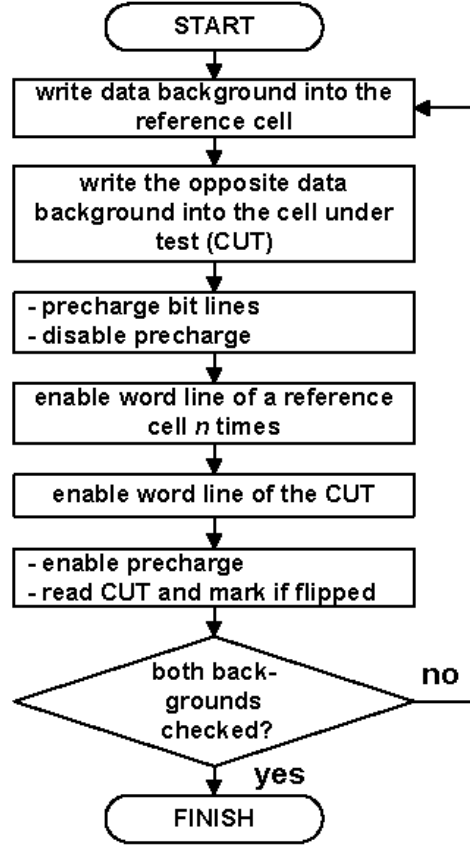 START
write data background into the
reference cell
write the opposite data
background into the cell under
test (CUT)
- precharge bit lines
- disable precharge
enable word line of a reference
cell n times
enable word line of the CUT
- enable precharge
- read CUT and mark if flipped
both back-
grounds
checked?
no
yes
FINISH